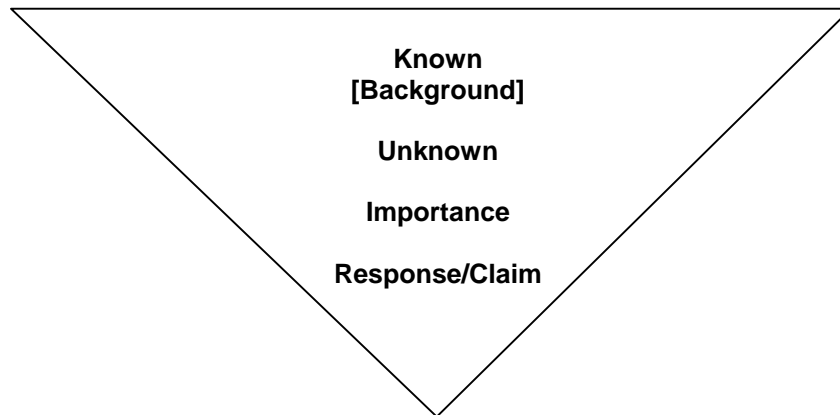 Known
[Background]
Unknown
Importance
Response/Claim